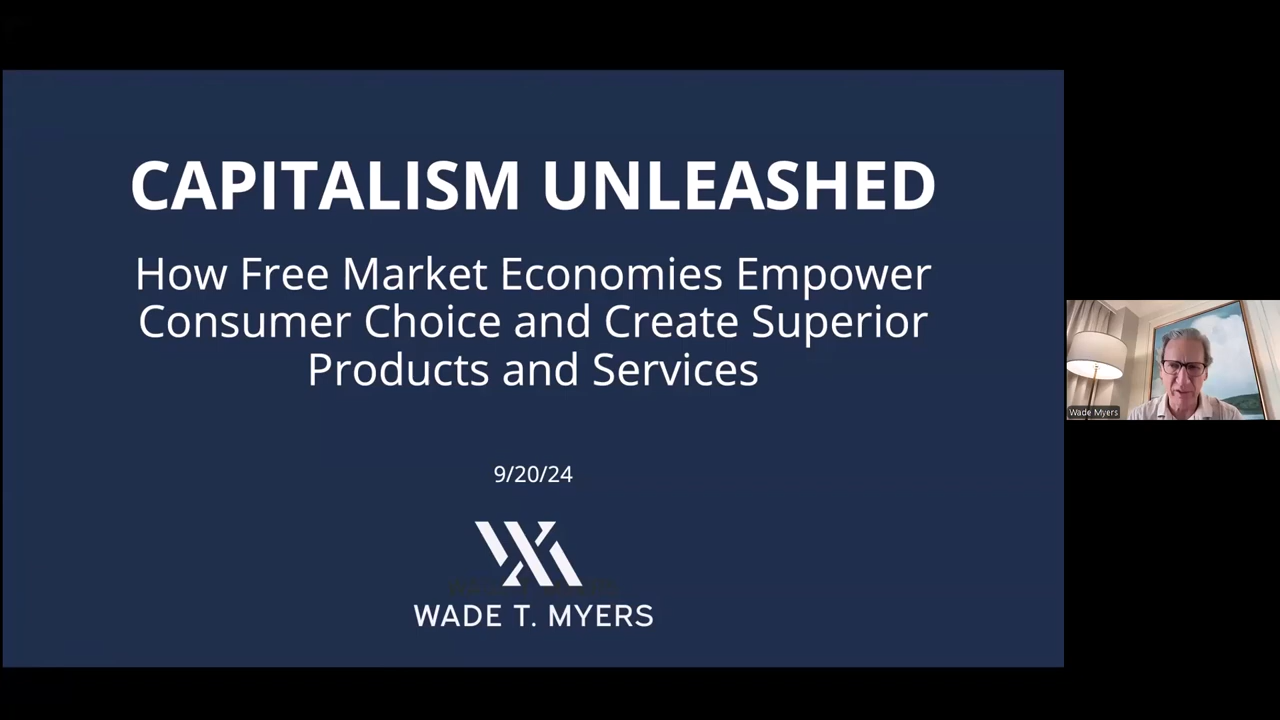 CAPITALISM UNLEASHED
How Free Market Economies Empower
Consumer Choice and Create Superior
Products and Services
9/20/24
WADE T. MYERS
Wade Myers